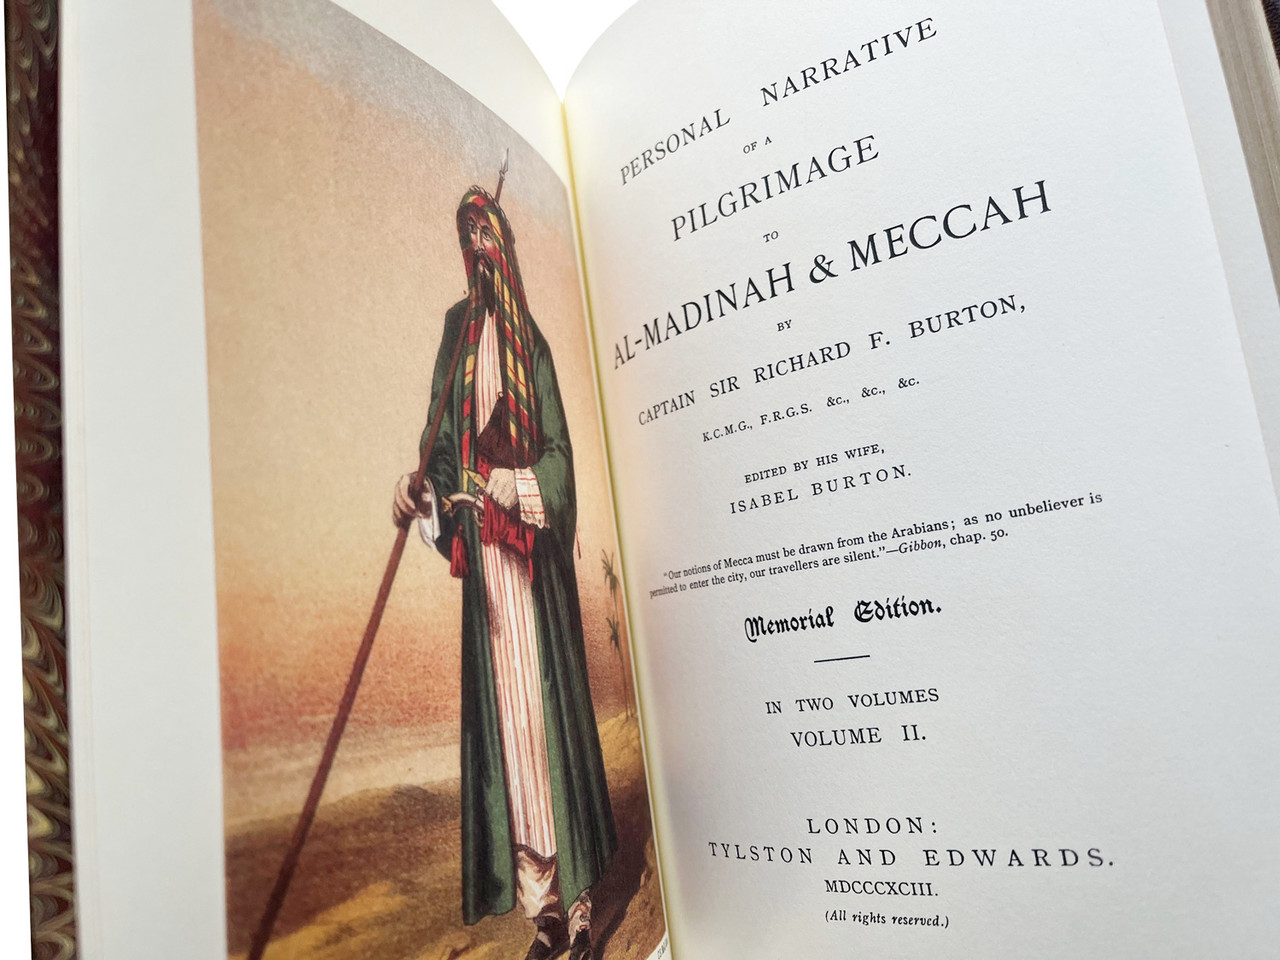 PERSONAL NARRATIVE
OF A
PILGRIMAGE
TO
AL-MADINAH & MECCAH
BY
CAPTAIN SIR RICHARD F. BURTON,
K.C.M.G., F.R.G.S. &c., &c., &c.
EDITED BY HIS WIFE,
ISABEL BURTON.
"Our notions of Mecca must be drawn from the Arabians; as no unbeliever is
permitted to enter the city, our travellers are silent."—Gibbon, chap. 50.
Memorial Edition.
IN TWO VOLUMES
VOLUME II.
LONDON:
TYLSTON AND EDWARDS.
MDCCCXCIII.
(All rights reserved.)